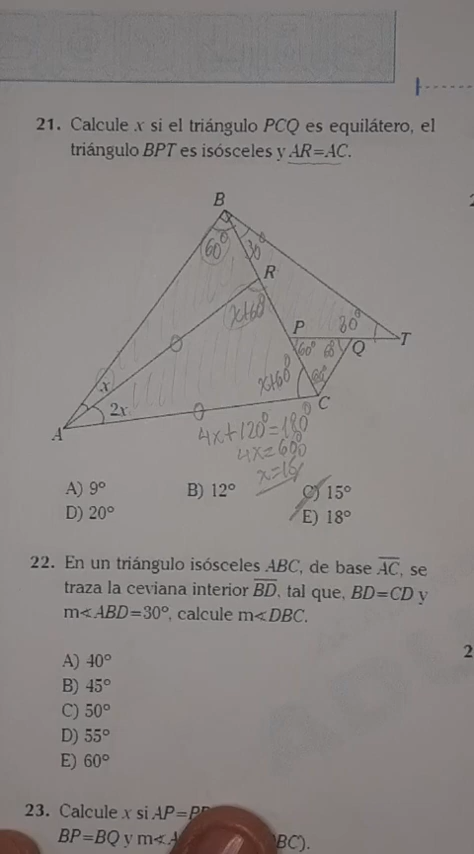 21. Calcule x si el triángulo PCQ es equilátero, el
triángulo BPT es isósceles y AR=AC.
B
60° 30°
R
x+60°
P 30° T
60° 60° Q
x
x+60° 60°
2x
C
A
4x+120°=180°
4x=60°
x=15
A) 9° B) 12° C) 15°
D) 20° E) 18°
22. En un triángulo isósceles ABC, de base AC, se
traza la ceviana interior BD, tal que, BD=CD y
m∢ABD=30°, calcule m∢DBC.
A) 40°
B) 45°
C) 50°
D) 55°
E) 60°
2
23. Calcule x si AP=
BP=BQ y m∢ BC).